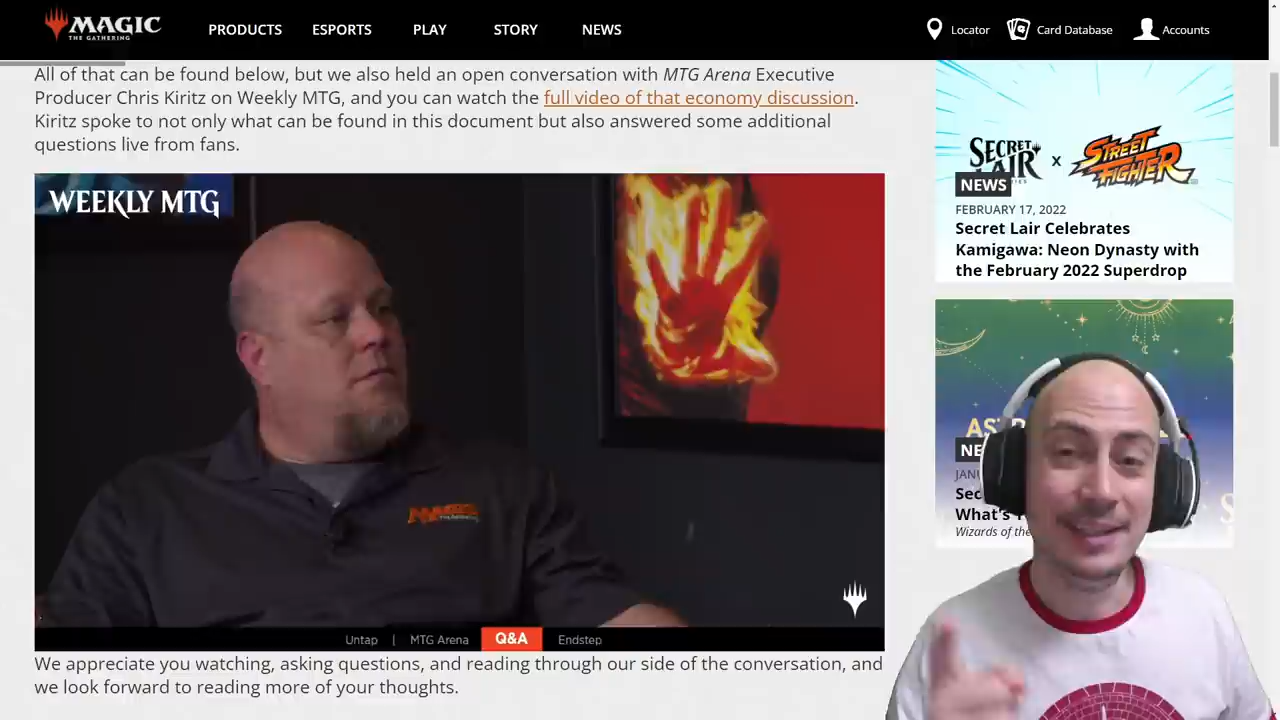 MAGIC
THE GATHERING
PRODUCTS
ESPORTS
PLAY
STORY
NEWS
Locator
Card Database
Accounts
All of that can be found below, but we also held an open conversation with MTG Arena Executive
Producer Chris Kiritz on Weekly MTG, and you can watch the full video of that economy discussion.
Kiritz spoke to not only what can be found in this document but also answered some additional
questions live from fans.
WEEKLY MTG
MAGIC
Untap | MTG Arena Q&A Endstep
We appreciate you watching, asking questions, and reading through our side of the conversation, and
we look forward to reading more of your thoughts.
SECRET
LAIR
x
STREET
FIGHTER
NEWS
FEBRUARY 17, 2022
Secret Lair Celebrates
Kamigawa: Neon Dynasty with
the February 2022 Superdrop
What's
Wizards of the